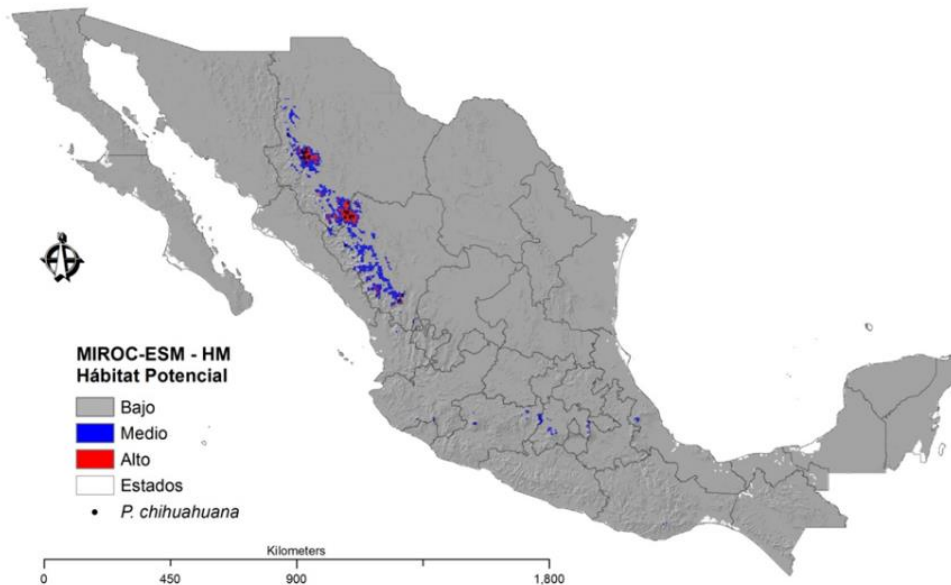 MIROC-ESM - HM
Hábitat Potencial
Bajo
Medio
Alto
Estados
P. chihuahuana
Kilometers
0 450 900 1,800